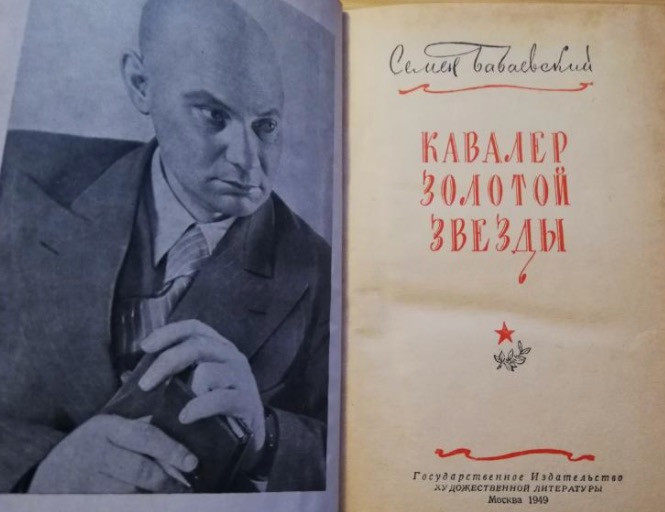 Семен Бабаевский
КАВАЛЕР
ЗОЛОТОЙ
ЗВЕЗДЫ
Государственное Издательство
ХУДОЖЕСТВЕННОЙ ЛИТЕРАТУРЫ
Москва 1949